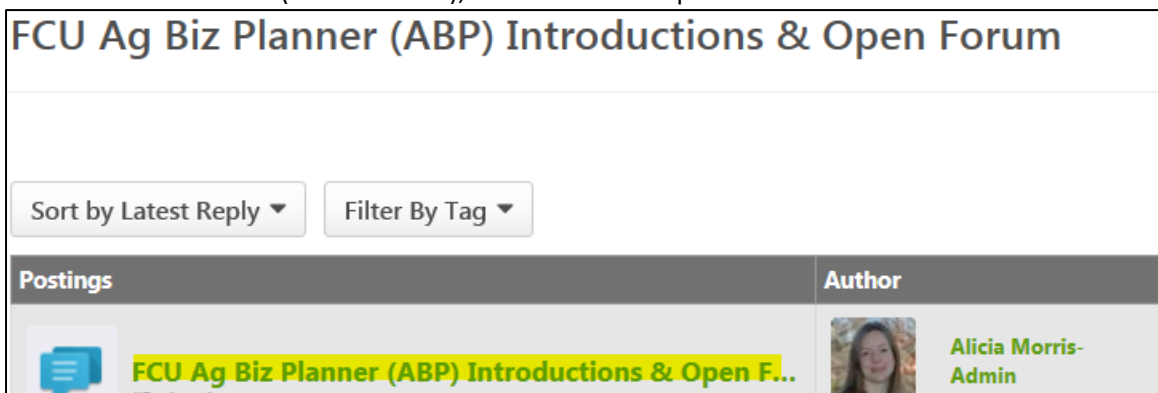 FCU Ag Biz Planner (ABP) Introductions & Open Forum
Sort by Latest Reply
Filter By Tag
Postings
Author
FCU Ag Biz Planner (ABP) Introductions & Open F...
Alicia Morris-
Admin